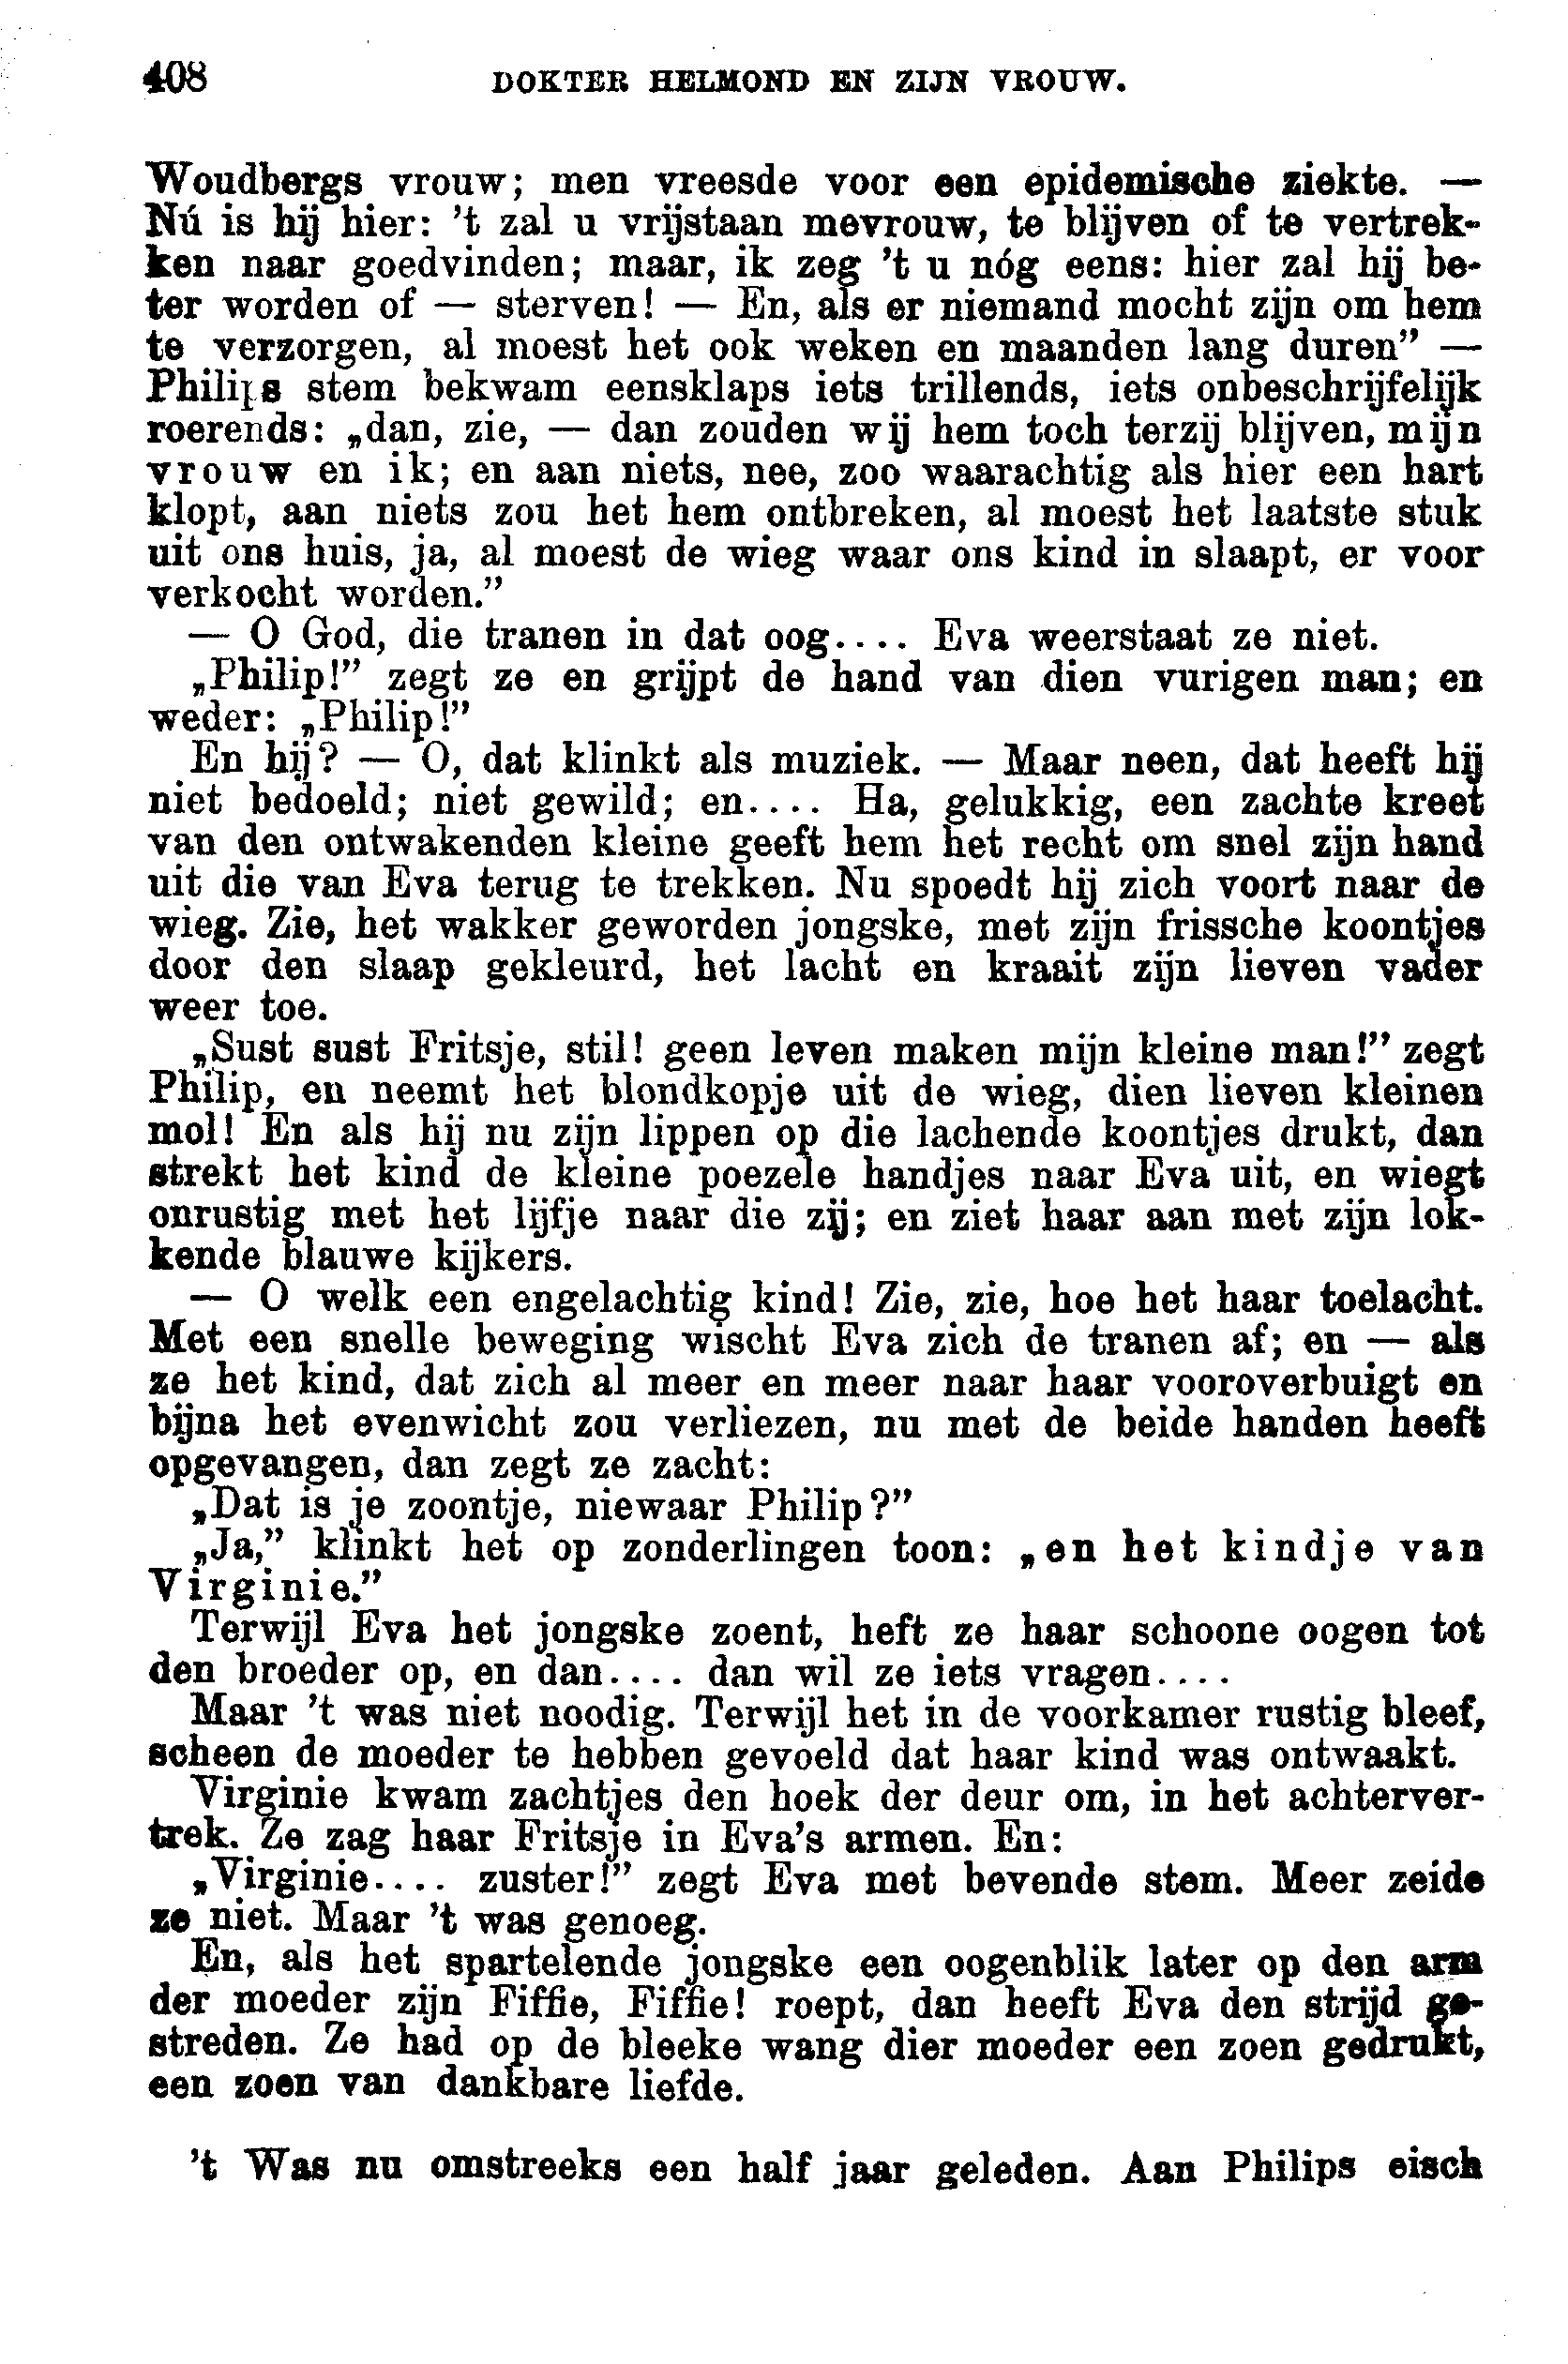 408 DOKTER HELMOND EN ZIJN VROUW.
Woudbergs vrouw; men vreesde voor een epidemische ziekte. —
Nú is hij hier: 't zal u vrijstaan mevrouw, te blijven of te vertrek-
ken naar goedvinden; maar, ik zeg 't u nóg eens: hier zal hij be-
ter worden of — sterven! — En, als er niemand mocht zijn om hem
te verzorgen, al moest het ook weken en maanden lang duren” —
Philips stem bekwam eensklaps iets trillends, iets onbeschrijfelijk
roerends: „dan, zie, — dan zouden wij hem toch terzij blijven, mijn
vrouw en ik; en aan niets, nee, zoo waarachtig als hier een hart
klopt, aan niets zou het hem ontbreken, al moest het laatste stuk
uit ons huis, ja, al moest de wieg waar ons kind in slaapt, er voor
verkocht worden.”
— O God, die tranen in dat oog.... Eva weerstaat ze niet.
„Philip!” zegt ze en grijpt de hand van dien vurigen man; en
weder: „Philip!”
En hij? — O, dat klinkt als muziek. — Maar neen, dat heeft hij
niet bedoeld; niet gewild; en.... Ha, gelukkig, een zachte kreet
van den ontwakenden kleine geeft hem het recht om snel zijn hand
uit die van Eva terug te trekken. Nu spoedt hij zich voort naar de
wieg. Zie, het wakker geworden jongske, met zijn frissche koontjes
door den slaap gekleurd, het lacht en kraait zijn lieven vader
weer toe.
„Sust sust Fritsje, stil! geen leven maken mijn kleine man!” zegt
Philip, en neemt het blondkopje uit de wieg, dien lieven kleinen
mol! En als hij nu zijn lippen op die lachende koontjes drukt, dan
strekt het kind de kleine poezele handjes naar Eva uit, en wiegt
onrustig met het lijfje naar die zij; en ziet haar aan met zijn lok-
kende blauwe kijkers.
— O welk een engelachtig kind! Zie, zie, hoe het haar toelacht.
Met een snelle beweging wischt Eva zich de tranen af; en — als
ze het kind, dat zich al meer en meer naar haar vooroverbuigt en
bijna het evenwicht zou verliezen, nu met de beide handen heeft
opgevangen, dan zegt ze zacht:
„Dat is je zoontje, niewaar Philip?”
„Ja,” klinkt het op zonderlingen toon: „en het kindje van
Virginie.”
Terwijl Eva het jongske zoent, heft ze haar schoone oogen tot
den broeder op, en dan.... dan wil ze iets vragen....
Maar 't was niet noodig. Terwijl het in de voorkamer rustig bleef,
scheen de moeder te hebben gevoeld dat haar kind was ontwaakt.
Virginie kwam zachtjes den hoek der deur om, in het achterver-
trek. Ze zag haar Fritsje in Eva's armen. En:
„Virginie.... zuster!” zegt Eva met bevende stem. Meer zeide
ze niet. Maar 't was genoeg.
En, als het spartelende jongske een oogenblik later op den arm
der moeder zijn Fiffie, Fiffie! roept, dan heeft Eva den strijd ge-
streden. Ze had op de bleeke wang dier moeder een zoen gedrukt,
een zoen van dankbare liefde.
't Was nu omstreeks een half jaar geleden. Aan Philips eisch